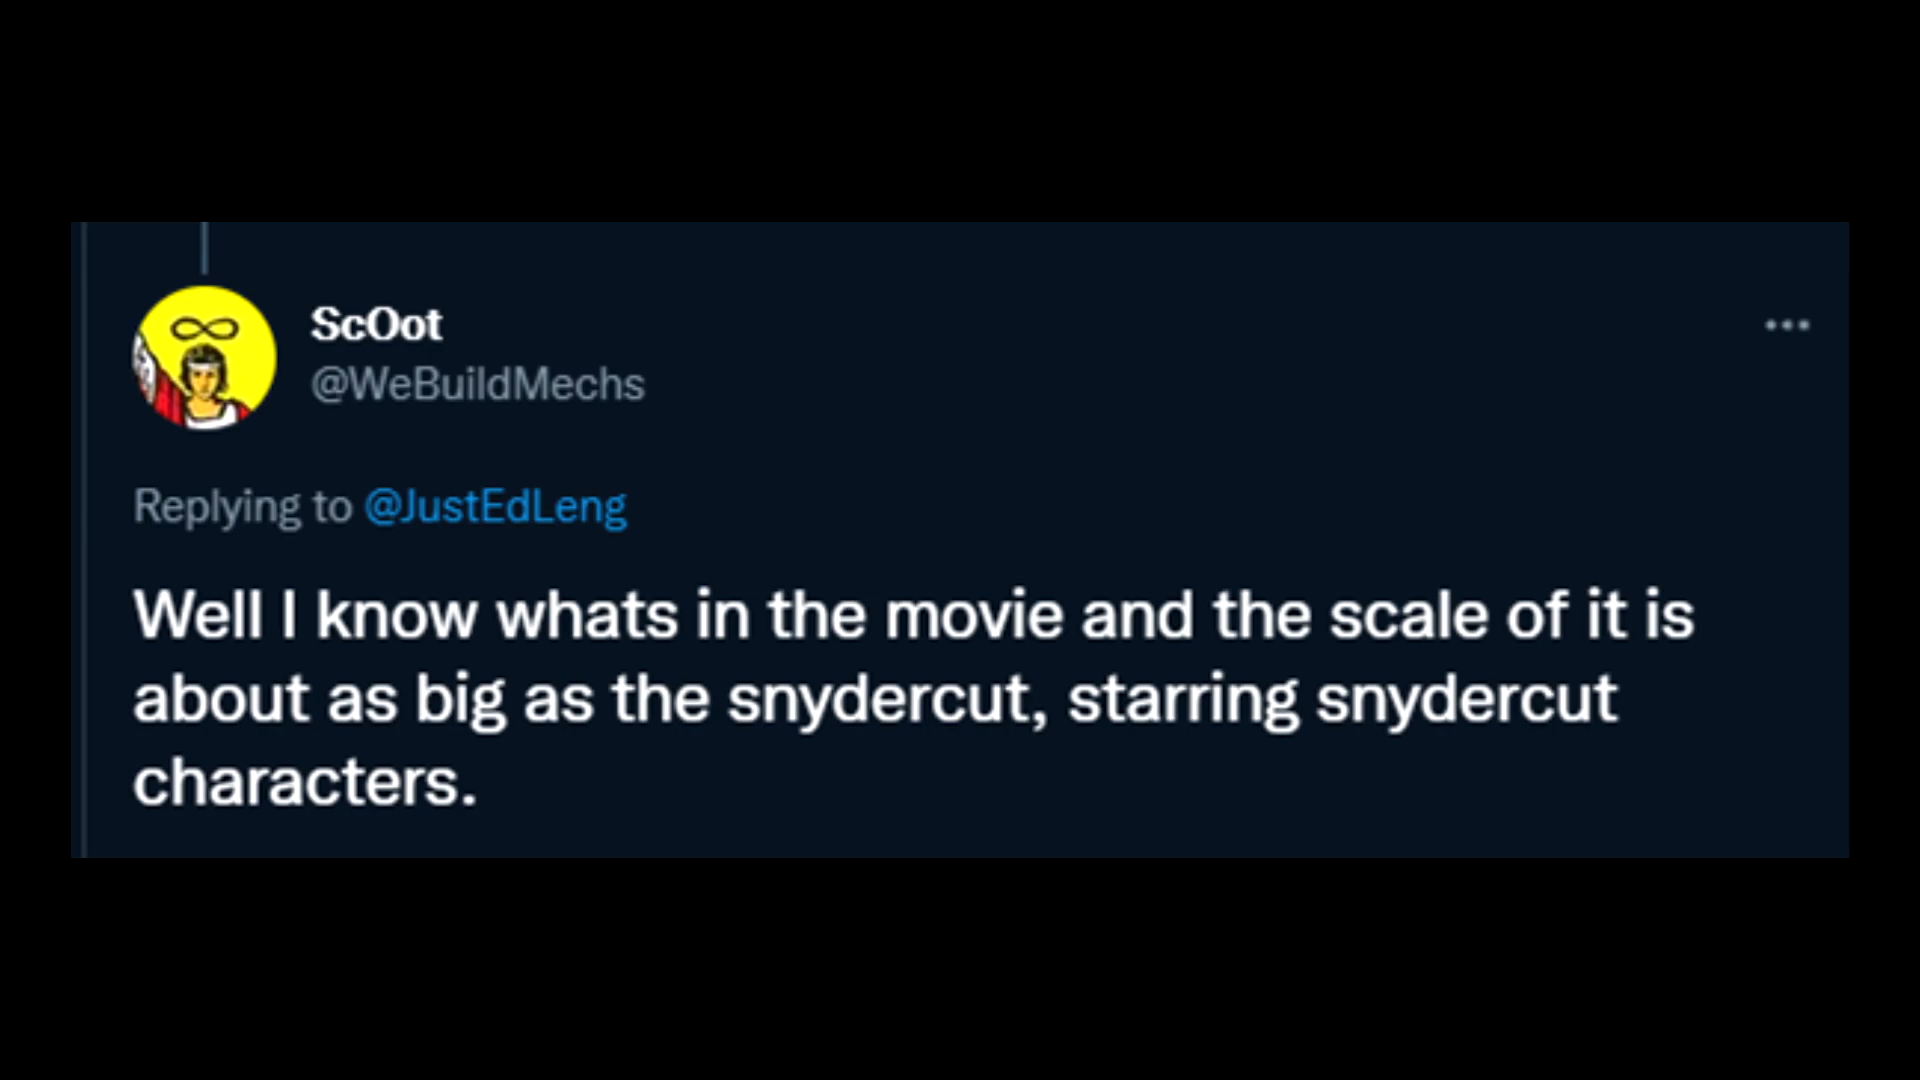 ScOot
@WeBuildMechs
Replying to @JustEdLeng
Well I know whats in the movie and the scale of it is
about as big as the snydercut, starring snydercut
characters.